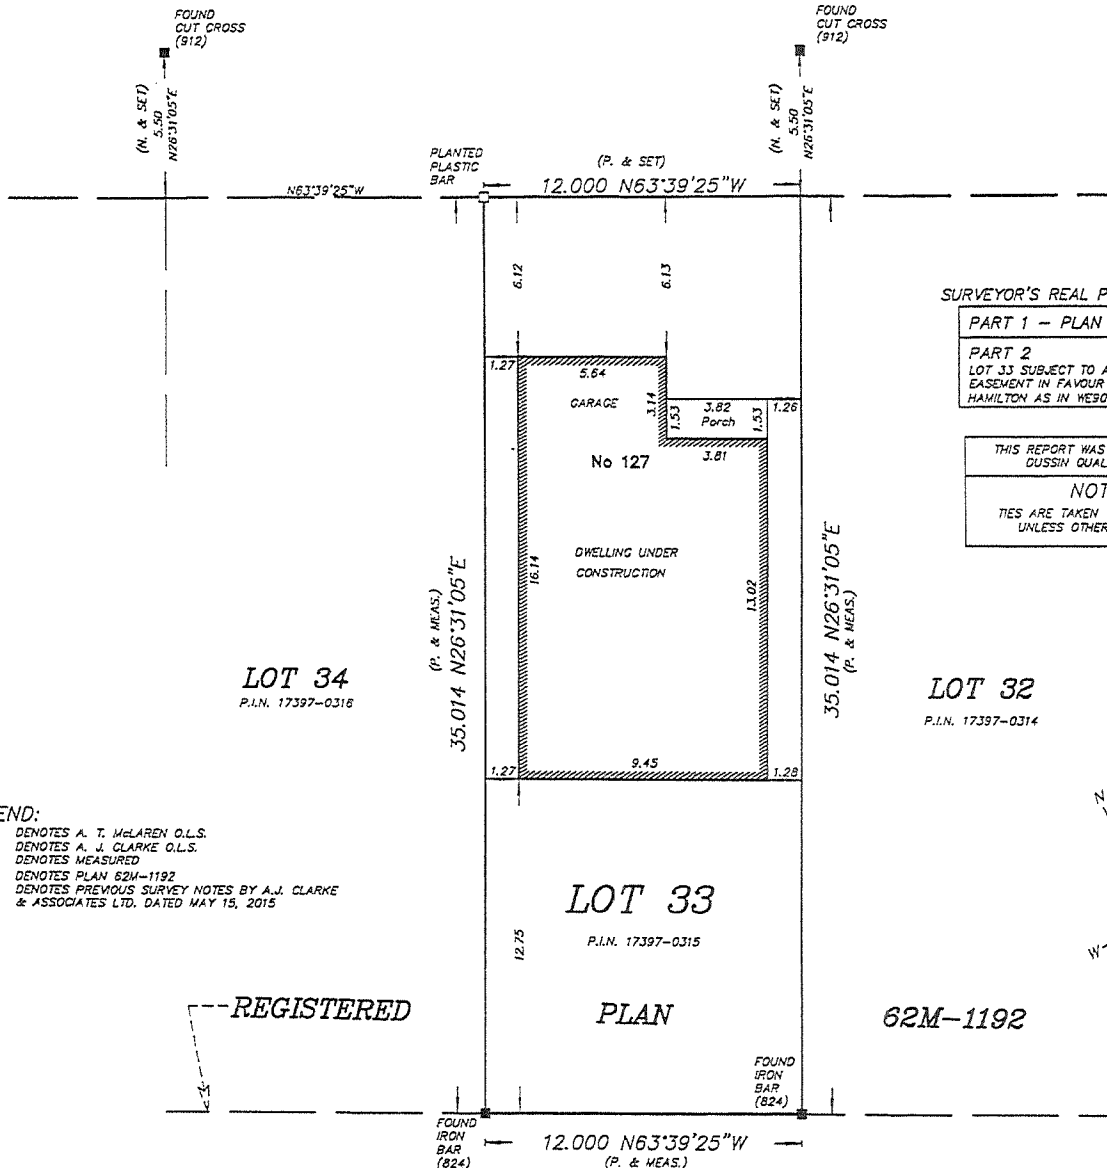 FOUND
CUT CROSS
(912)
FOUND
CUT CROSS
(912)
(N. & SET)
5.50
N26°31'05"E
(N. & SET)
5.50
N26°31'05"E
PLANTED
PLASTIC
BAR
(P. & SET)
12.000 N63°39'25"W
N63°39'25"W
6.12
6.13
SURVEYOR'S REAL P
PART 1 - PLAN
PART 2
LOT 33 SUBJECT TO A
EASEMENT IN FAVOUR
HAMILTON AS IN WE90
1.27
5.64
GARAGE
3.14
1.53
3.82
Porch
1.53
1.26
3.81
No 127
THIS REPORT WAS
DUSSIN QUAL
NOT
TIES ARE TAKEN
UNLESS OTHER
DWELLING UNDER
CONSTRUCTION
16.14
13.02
35.014 N26°31'05"E
(P. & MEAS.)
35.014 N26°31'05"E
(P. & MEAS.)
LOT 34
P.I.N. 17397-0316
LOT 32
P.I.N. 17397-0314
1.27
9.45
1.28
N
END:
DENOTES A. T. McLAREN O.L.S.
DENOTES A. J. CLARKE O.L.S.
DENOTES MEASURED
DENOTES PLAN 62M-1192
DENOTES PREVIOUS SURVEY NOTES BY A.J. CLARKE
& ASSOCIATES LTD. DATED MAY 15, 2015
LOT 33
P.I.N. 17397-0315
12.75
W
REGISTERED
PLAN
62M-1192
FOUND
IRON
BAR
(824)
FOUND
IRON
BAR
(824)
12.000 N63°39'25"W
(P. & MEAS.)